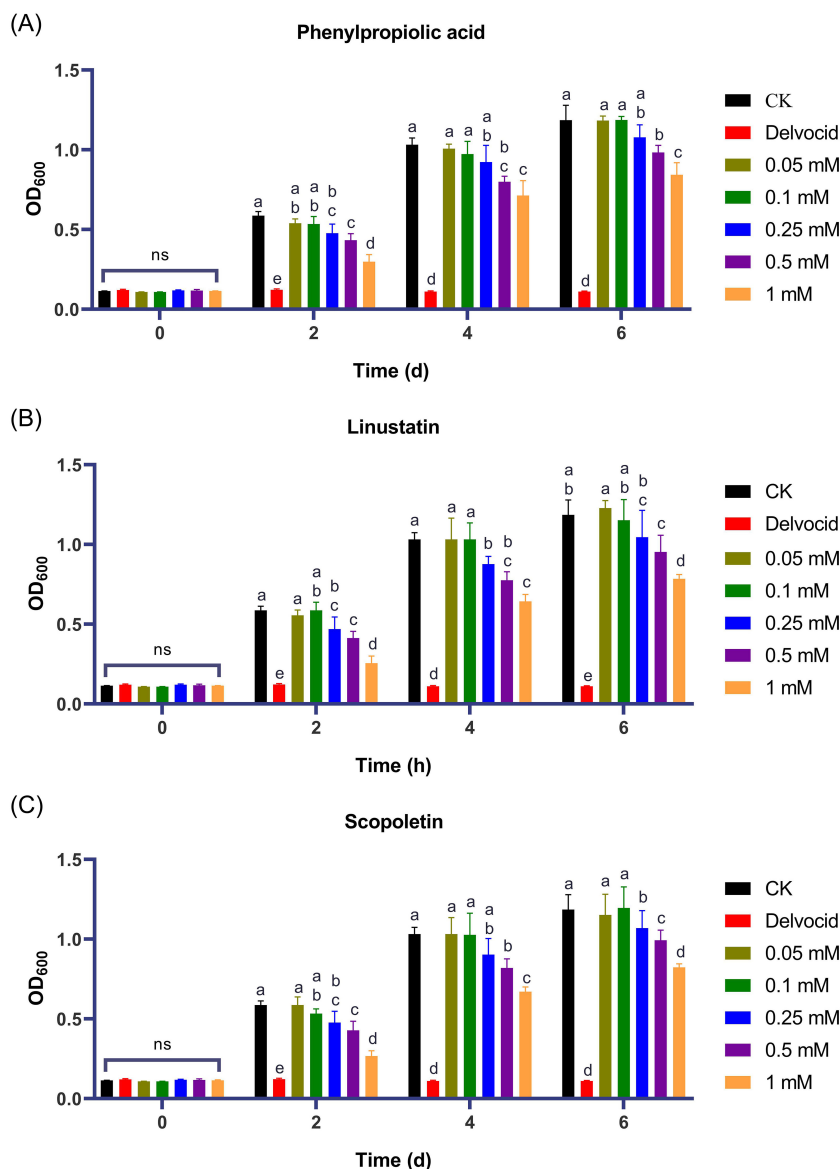 (A)
Phenylpropiolic acid
OD600
1.5
1.0
0.5
0.0
ns
a
e
a
b
a
b
b
c
c
d
a
d
a
a
a
b
b
c
c
a
d
a
a
a
b
b
c
0
2
4
6
Time (d)
CK
Delvocid
0.05 mM
0.1 mM
0.25 mM
0.5 mM
1 mM
(B)
Linustatin
OD600
1.5
1.0
0.5
0.0
ns
a
e
a
a
b
b
c
c
d
a
d
a
a
b
b
c
c
a
b
e
a
a
b
b
c
c
d
0
2
4
6
Time (h)
CK
Delvocid
0.05 mM
0.1 mM
0.25 mM
0.5 mM
1 mM
(C)
Scopoletin
OD600
1.5
1.0
0.5
0.0
ns
a
e
a
a
b
b
c
c
d
a
d
a
a
a
b
b
c
a
d
a
a
b
c
d
0
2
4
6
Time (d)
CK
Delvocid
0.05 mM
0.1 mM
0.25 mM
0.5 mM
1 mM